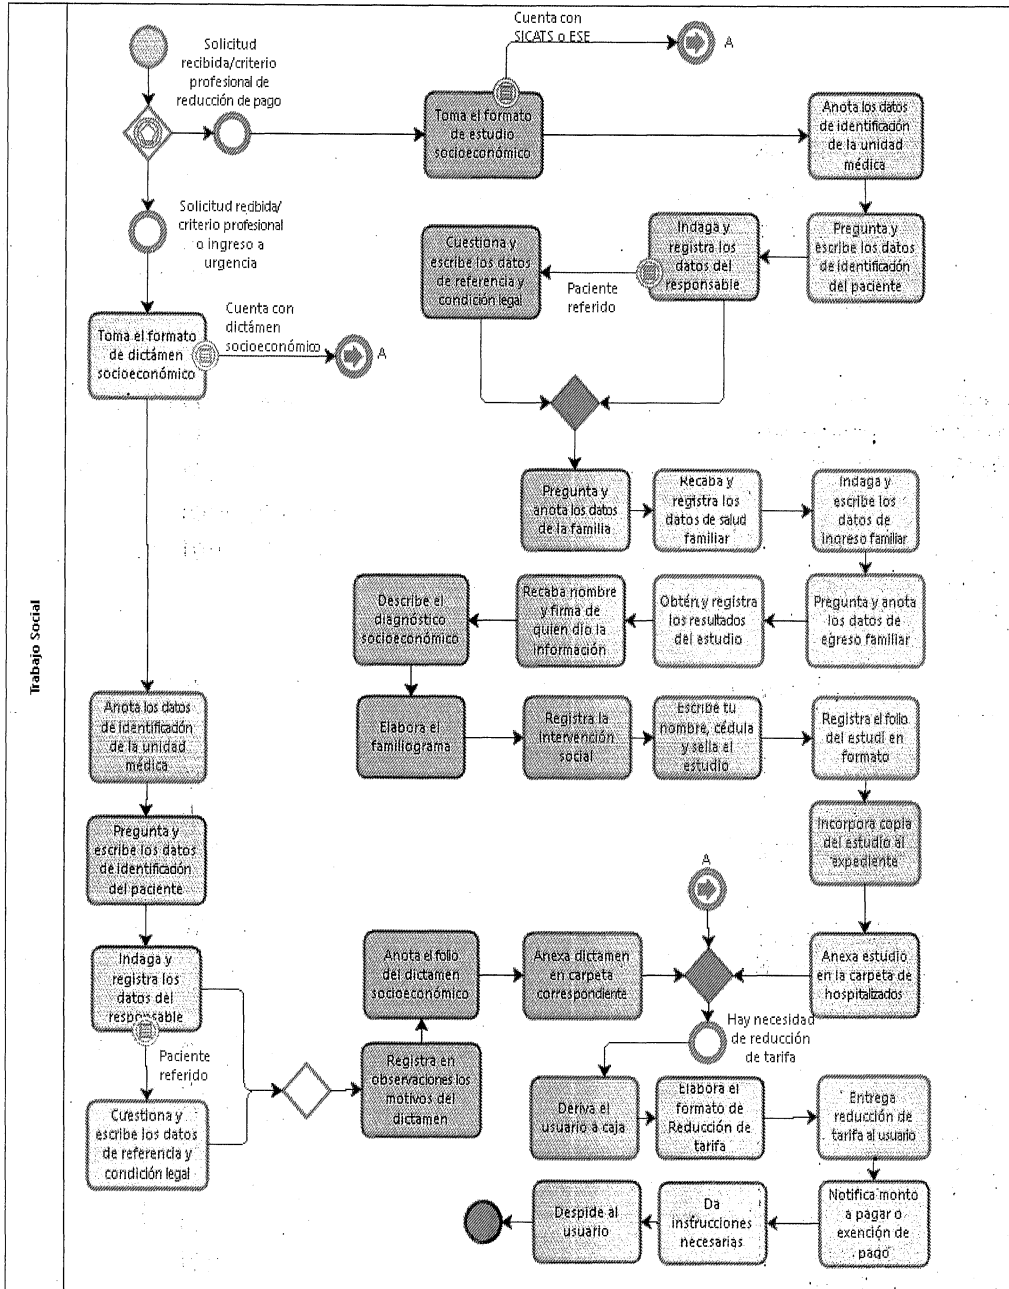 Trabajo Social
Solicitud
recibida/criterio
profesional de
reducción de pago
Cuenta con
SICATS o ESE
A
Toma el formato
de estudio
socioeconómico
Anota los datos
de identificación
de la unidad
médica
Solicitud recibida/
criterio profesional
o ingreso a
urgencia
Cuestiona y
escribe los datos
de referencia y
condición legal
Paciente
referido
Indaga y
registra los
datos del
responsable
Pregunta y
escribe los datos
de identificación
del paciente
Toma el formato
de dictámen
socioeconómico
Cuenta con
dictámen
socioeconómico
A
Pregunta y
anota los datos
de la familia
Recaba y
registra los
datos de salud
familiar
Indaga y
escribe los
datos de
ingreso familiar
Describe el
diagnóstico
socioeconómico
Recaba nombre
y firma de
quien dio la
información
Obtén y registra
los resultados
del estudio
Pregunta y anota
los datos de
egreso familiar
Elabora el
familiograma
Registra la
intervención
social
Escribe tu
nombre, cédula
y sella el
estudio
Registra el folio
del estudi en
formato
Anota los datos
de identificación
de la unidad
médica
Incorpora copia
del estudio al
expediente
Pregunta y
escribe los datos
de identificación
del paciente
A
Indaga y
registra los
datos del
responsable
Anota el folio
del dictamen
socioeconómico
Anexa dictamen
en carpeta
correspondiente
Anexa estudio
en la carpeta de
hospitalizados
Paciente
referido
Hay necesidad
de reducción
de tarifa
Cuestiona y
escribe los datos
de referencia y
condición legal
Registra en
observaciones los
motivos del
dictamen
Deriva el
usuario a caja
Elabora el
formato de
Reducción de
tarifa
Entrega
reducción de
tarifa al usuario
Despide al
usuario
Da
instrucciones
necesarias
Notifica monto
a pagar o
exención de
pago